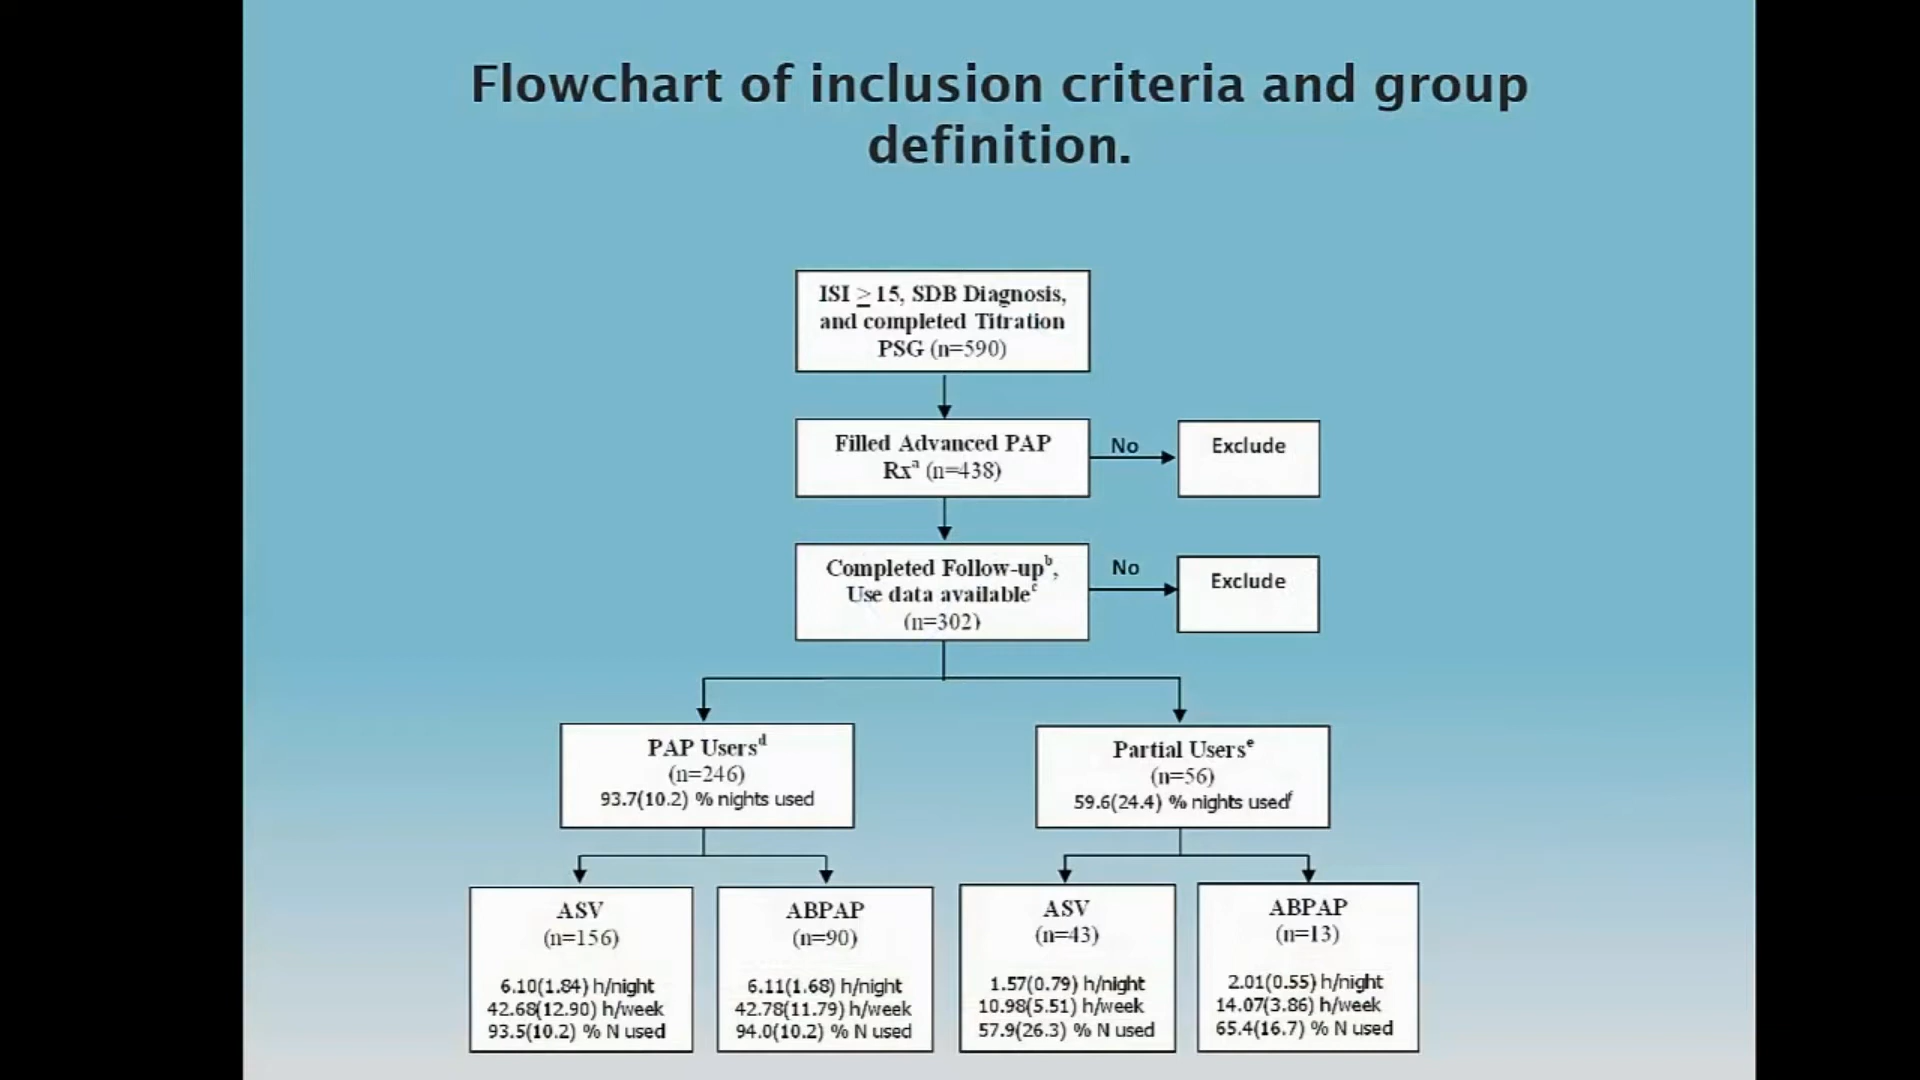 Flowchart of inclusion criteria and group
definition.
ISI ≥ 15, SDB Diagnosis,
and completed Titration
PSG (n=590)
Filled Advanced PAP
Rxᵃ (n=438)
No
Exclude
Completed Follow-upᵇ,
Use data availableᶜ
(n=302)
No
Exclude
PAP Usersᵈ
(n=246)
93.7(10.2) % nights used
Partial Usersᵉ
(n=56)
59.6(24.4) % nights usedᶠ
ASV
(n=156)
6.10(1.84) h/night
42.68(12.90) h/week
93.5(10.2) % N used
ABPAP
(n=90)
6.11(1.68) h/night
42.78(11.79) h/week
94.0(10.2) % N used
ASV
(n=43)
1.57(0.79) h/night
10.98(5.51) h/week
57.9(26.3) % N used
ABPAP
(n=13)
2.01(0.55) h/night
14.07(3.86) h/week
65.4(16.7) % N used